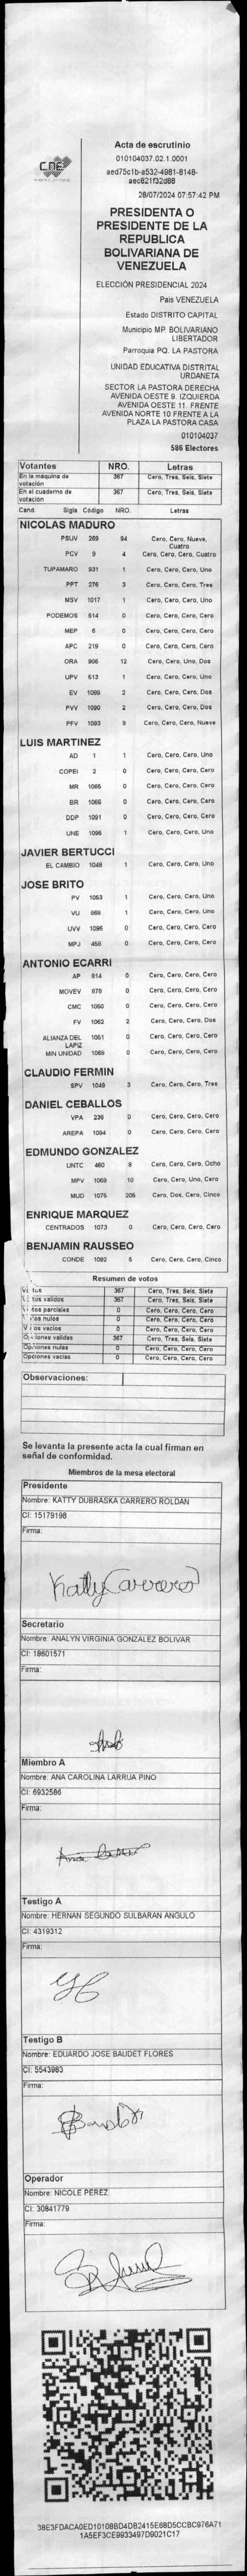 CNE
Acta de escrutinio
010104037.02.1.0001
aed75c1b-a532-4981-8148-
aec821f32d88
28/07/2024 07:57:42 PM
PRESIDENTA O
PRESIDENTE DE LA
REPUBLICA
BOLIVARIANA DE
VENEZUELA
ELECCIÓN PRESIDENCIAL 2024
Pais VENEZUELA
Estado DISTRITO CAPITAL
Municipio MP. BOLIVARIANO
LIBERTADOR
Parroquia PQ. LA PASTORA
UNIDAD EDUCATIVA DISTRITAL
URDANETA
SECTOR LA PASTORA DERECHA
AVENIDA OESTE 9. IZQUIERDA
AVENIDA OESTE 11. FRENTE
AVENIDA NORTE 10 FRENTE A LA
PLAZA LA PASTORA CASA
010104037
586 Electores
Votantes NRO. Letras
En la máquina de votación 367 Cero, Tres, Seis, Siete
En el cuaderno de votación 367 Cero, Tres, Seis, Siete
Cand. Sigla Código NRO. Letras
NICOLAS MADURO
PSUV 269 94 Cero, Cero, Nueve, Cuatro
PCV 9 4 Cero, Cero, Cero, Cuatro
TUPAMARO 931 1 Cero, Cero, Cero, Uno
PPT 276 3 Cero, Cero, Cero, Tres
MSV 1017 1 Cero, Cero, Cero, Uno
PODEMOS 514 0 Cero, Cero, Cero, Cero
MEP 6 0 Cero, Cero, Cero, Cero
APC 219 0 Cero, Cero, Cero, Cero
ORA 906 12 Cero, Cero, Uno, Dos
UPV 513 1 Cero, Cero, Cero, Uno
EV 1089 2 Cero, Cero, Cero, Dos
PVV 1090 2 Cero, Cero, Cero, Dos
PFV 1093 9 Cero, Cero, Cero, Nueve
LUIS MARTINEZ
AD 1 1 Cero, Cero, Cero, Uno
COPEI 2 0 Cero, Cero, Cero, Cero
MR 1065 0 Cero, Cero, Cero, Cero
BR 1066 0 Cero, Cero, Cero, Cero
DDP 1091 0 Cero, Cero, Cero, Cero
UNE 1095 1 Cero, Cero, Cero, Uno
JAVIER BERTUCCI
EL CAMBIO 1048 1 Cero, Cero, Cero, Uno
JOSE BRITO
PV 1053 1 Cero, Cero, Cero, Uno
VU 868 1 Cero, Cero, Cero, Uno
UVV 1096 0 Cero, Cero, Cero, Cero
MPJ 458 0 Cero, Cero, Cero, Cero
ANTONIO ECARRI
AP 814 0 Cero, Cero, Cero, Cero
MOVEV 878 0 Cero, Cero, Cero, Cero
CMC 1050 0 Cero, Cero, Cero, Cero
FV 1062 2 Cero, Cero, Cero, Dos
ALIANZA DEL LAPIZ 1051 0 Cero, Cero, Cero, Cero
MIN UNIDAD 1068 0 Cero, Cero, Cero, Cero
CLAUDIO FERMIN
SPV 1049 3 Cero, Cero, Cero, Tres
DANIEL CEBALLOS
VPA 236 0 Cero, Cero, Cero, Cero
AREPA 1094 0 Cero, Cero, Cero, Cero
EDMUNDO GONZALEZ
UNTC 460 8 Cero, Cero, Cero, Ocho
MPV 1069 10 Cero, Cero, Uno, Cero
MUD 1075 205 Cero, Dos, Cero, Cinco
ENRIQUE MARQUEZ
CENTRADOS 1073 0 Cero, Cero, Cero, Cero
BENJAMIN RAUSSEO
CONDE 1082 5 Cero, Cero, Cero, Cinco
Resumen de votos
367 Cero, Tres, Seis, Siete
validos 367 Cero, Tres, Seis, Siete
parciales 0 Cero, Cero, Cero, Cero
nulos 0 Cero, Cero, Cero, Cero
vacios 0 Cero, Cero, Cero, Cero
validas 367 Cero, Tres, Seis, Siete
Opciones nulas 0 Cero, Cero, Cero, Cero
Opciones vacias 0 Cero, Cero, Cero, Cero
Observaciones:
Se levanta la presente acta la cual firman en
señal de conformidad.
Miembros de la mesa electoral
Presidente
Nombre: KATTY DUBRASKA CARRERO ROLDAN
CI: 15179198
Firma:
Katty Carrero
Secretario
Nombre: ANALYN VIRGINIA GONZALEZ BOLIVAR
CI: 18601571
Firma:
Miembro A
Nombre: ANA CAROLINA LARRUA PINO
CI: 6932586
Firma:
Testigo A
Nombre: HERNAN SEGUNDO SULBARAN ANGULO
CI: 4319312
Firma:
Testigo B
Nombre: EDUARDO JOSE BAUDET FLORES
CI: 5543983
Firma:
Operador
Nombre: NICOLE PEREZ
CI: 30841779
Firma:
38E3FDACA0ED10108BD4DB2415E68D5CCBC976A71
1A5EF3CE9933497D9021C17